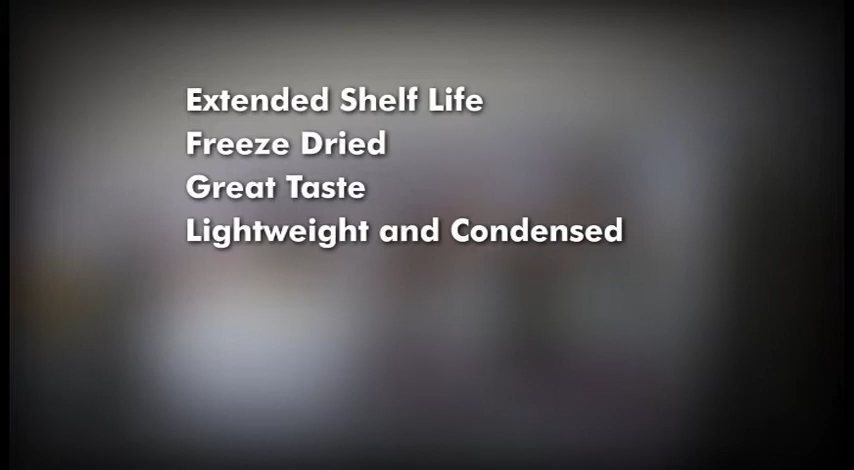 Extended Shelf Life
Freeze Dried
Great Taste
Lightweight and Condensed